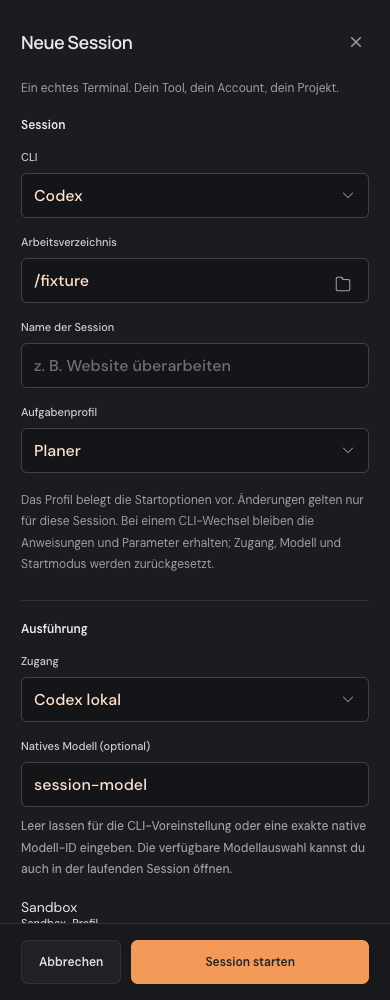 Neue Session
Ein echtes Terminal. Dein Tool, dein Account, dein Projekt.
Session
CLI
Codex
Arbeitsverzeichnis
/fixture
Name der Session
z. B. Website überarbeiten
Aufgabenprofil
Planer
Das Profil belegt die Startoptionen vor. Änderungen gelten nur
für diese Session. Bei einem CLI-Wechsel bleiben die
Anweisungen und Parameter erhalten; Zugang, Modell und
Startmodus werden zurückgesetzt.
Ausführung
Zugang
Codex lokal
Natives Modell (optional)
session-model
Leer lassen für die CLI-Voreinstellung oder eine exakte native
Modell-ID eingeben. Die verfügbare Modellauswahl kannst du
auch in der laufenden Session öffnen.
Sandbox
Sandbox-Profil
Abbrechen
Session starten